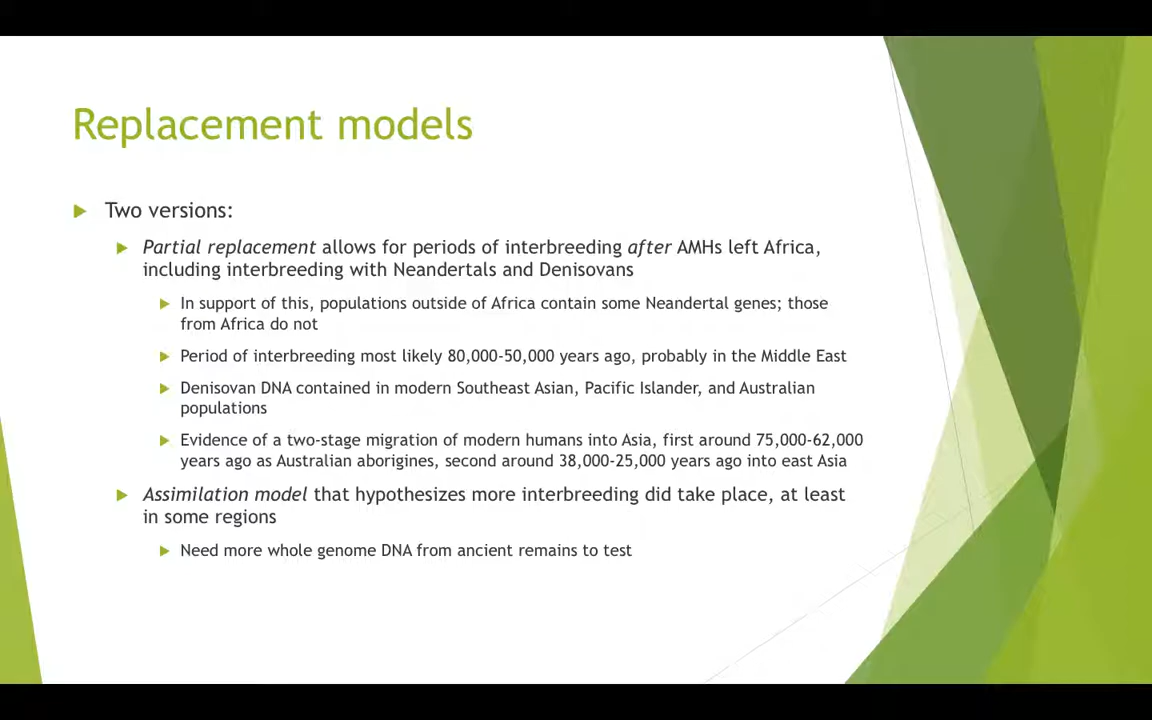 Replacement models
Two versions:
Partial replacement allows for periods of interbreeding after AMHs left Africa,
including interbreeding with Neandertals and Denisovans
In support of this, populations outside of Africa contain some Neandertal genes; those
from Africa do not
Period of interbreeding most likely 80,000-50,000 years ago, probably in the Middle East
Denisovan DNA contained in modern Southeast Asian, Pacific Islander, and Australian
populations
Evidence of a two-stage migration of modern humans into Asia, first around 75,000-62,000
years ago as Australian aborigines, second around 38,000-25,000 years ago into east Asia
Assimilation model that hypothesizes more interbreeding did take place, at least
in some regions
Need more whole genome DNA from ancient remains to test